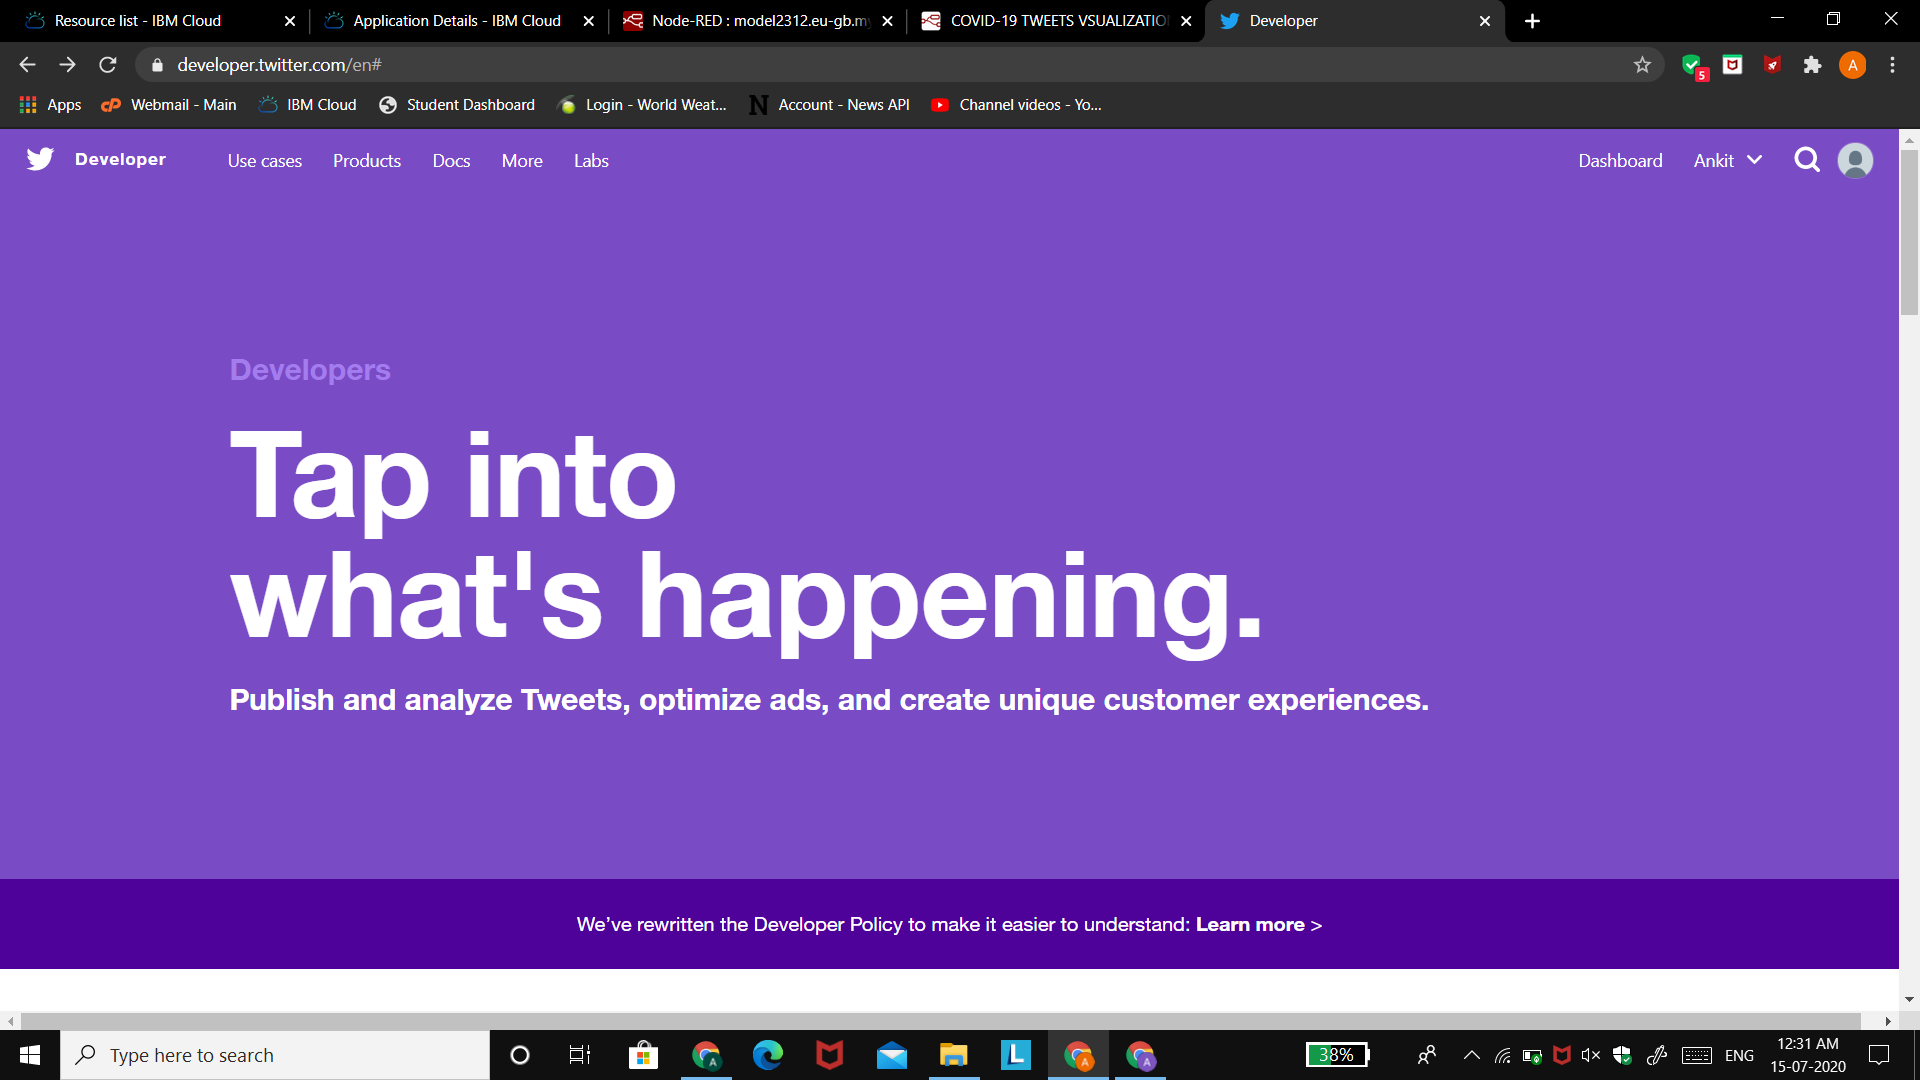 Resource list - IBM Cloud
Application Details - IBM Cloud
Node-RED : model2312.eu-gb.my
COVID-19 TWEETS VSUALIZATIO
Developer
developer.twitter.com/en#
5
A
Apps
Webmail - Main
IBM Cloud
Student Dashboard
Login - World Weat...
N
Account - News API
Channel videos - Yo...
Developer
Use cases
Products
Docs
More
Labs
Dashboard
Ankit
Developers
Tap into
what's happening.
Publish and analyze Tweets, optimize ads, and create unique customer experiences.
We’ve rewritten the Developer Policy to make it easier to understand: Learn more >
Type here to search
A
L
A
A
38%
ENG
12:31 AM
15-07-2020